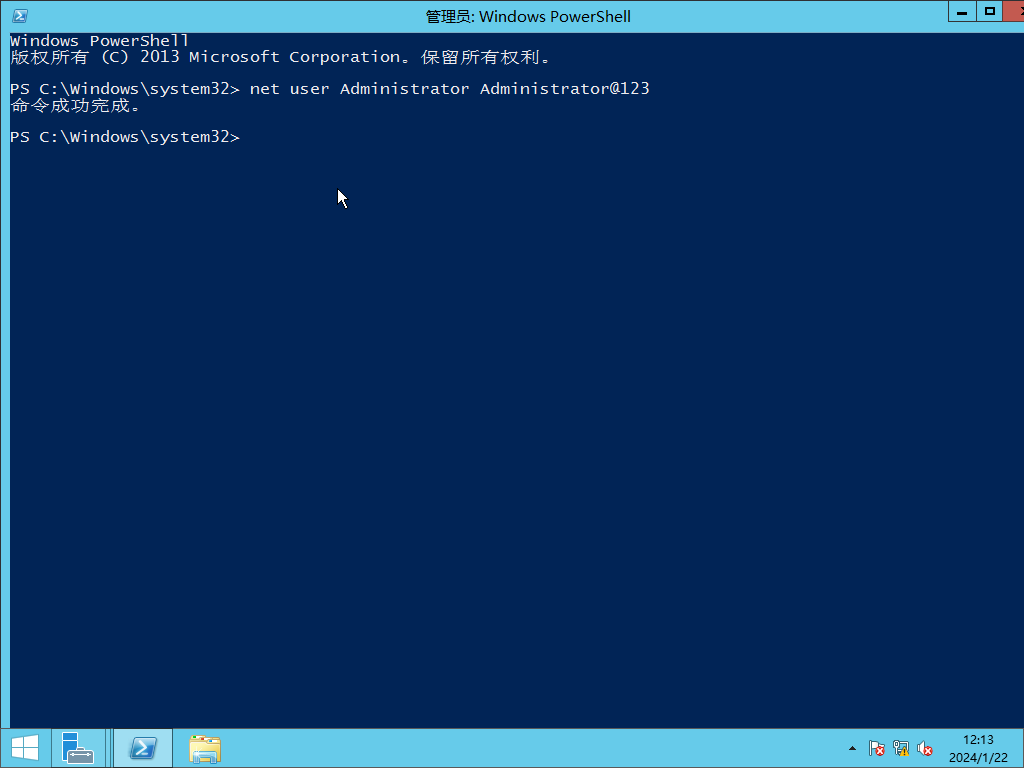 管理员: Windows PowerShell
Windows PowerShell
版权所有 (C) 2013 Microsoft Corporation。保留所有权利。
PS C:\Windows\system32> net user Administrator Administrator@123
命令成功完成。
PS C:\Windows\system32>
12:13
2024/1/22